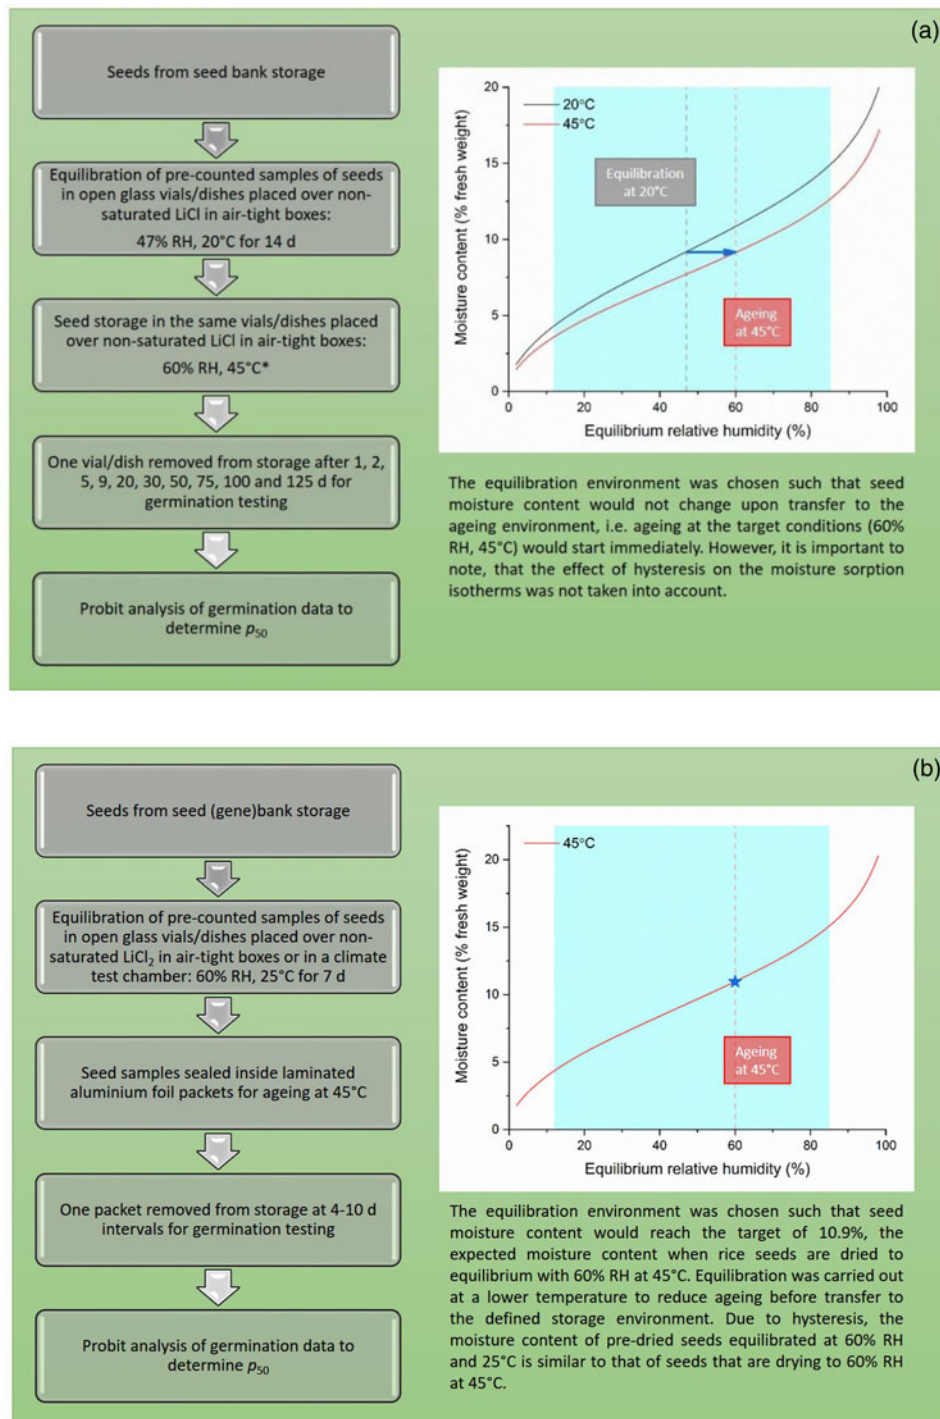 (a)
Seeds from seed bank storage
Equilibration of pre-counted samples of seeds
in open glass vials/dishes placed over non-
saturated LiCl in air-tight boxes:
47% RH, 20°C for 14 d
Seed storage in the same vials/dishes placed
over non-saturated LiCl in air-tight boxes:
60% RH, 45°C*
One vial/dish removed from storage after 1, 2,
5, 9, 20, 30, 50, 75, 100 and 125 d for
germination testing
Probit analysis of germination data to
determine p50
20°C
45°C
Equilibration
at 20°C
Ageing
at 45°C
Moisture content (% fresh weight)
20
15
10
5
0
0 20 40 60 80 100
Equilibrium relative humidity (%)
The equilibration environment was chosen such that seed
moisture content would not change upon transfer to the
ageing environment, i.e. ageing at the target conditions (60%
RH, 45°C) would start immediately. However, it is important to
note, that the effect of hysteresis on the moisture sorption
isotherms was not taken into account.
(b)
Seeds from seed (gene)bank storage
Equilibration of pre-counted samples of seeds
in open glass vials/dishes placed over non-
saturated LiCl2 in air-tight boxes or in a climate
test chamber: 60% RH, 25°C for 7 d
Seed samples sealed inside laminated
aluminium foil packets for ageing at 45°C
One packet removed from storage at 4-10 d
intervals for germination testing
Probit analysis of germination data to
determine p50
45°C
Ageing
at 45°C
Moisture content (% fresh weight)
20
15
10
5
0
0 20 40 60 80 100
Equilibrium relative humidity (%)
The equilibration environment was chosen such that seed
moisture content would reach the target of 10.9%, the
expected moisture content when rice seeds are dried to
equilibrium with 60% RH at 45°C. Equilibration was carried out
at a lower temperature to reduce ageing before transfer to
the defined storage environment. Due to hysteresis, the
moisture content of pre-dried seeds equilibrated at 60% RH
and 25°C is similar to that of seeds that are drying to 60% RH
at 45°C.